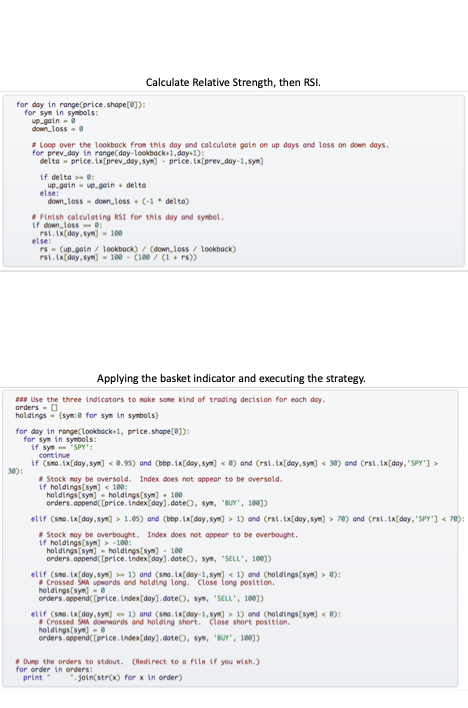 Calculate Relative Strength, then RSI.
for day in range(price.shape[0]):
for sym in symbols:
up_gain = 0
down_loss = 0
# Loop over the lookback from this day and calculate gain on up days and loss on down days.
for prev_day in range(day-lookback+1,day+1):
delta = price.ix[prev_day,sym] - price.ix[prev_day-1,sym]
if delta >= 0:
up_gain = up_gain + delta
else:
down_loss = down_loss + (-1 * delta)
# Finish calculating RSI for this day and symbol.
if down_loss == 0:
rsi.ix[day,sym] = 100
else:
rs = (up_gain / lookback) / (down_loss / lookback)
rsi.ix[day,sym] = 100 - (100 / (1 + rs))
Applying the basket indicator and executing the strategy.
### Use the three indicators to make some kind of trading decision for each day.
orders = []
holdings = {sym:0 for sym in symbols}
for day in range(lookback+1, price.shape[0]):
for sym in symbols:
if sym == 'SPY':
continue
if (sma.ix[day,sym] < 0.95) and (bbp.ix[day,sym] < 0) and (rsi.ix[day,sym] < 30) and (rsi.ix[day,'SPY'] >
30):
# Stock may be oversold. Index does not appear to be oversold.
if holdings[sym] < 100:
holdings[sym] = holdings[sym] + 100
orders.append([price.index[day].date(), sym, 'BUY', 100])
elif (sma.ix[day,sym] > 1.05) and (bbp.ix[day,sym] > 1) and (rsi.ix[day,sym] > 70) and (rsi.ix[day,'SPY'] < 70):
# Stock may be overbought. Index does not appear to be overbought.
if holdings[sym] > -100:
holdings[sym] = holdings[sym] - 100
orders.append([price.index[day].date(), sym, 'SELL', 100])
elif (sma.ix[day,sym] >= 1) and (sma.ix[day-1,sym] < 1) and (holdings[sym] > 0):
# Crossed SMA upwards and holding long. Close long position.
holdings[sym] = 0
orders.append([price.index[day].date(), sym, 'SELL', 100])
elif (sma.ix[day,sym] <= 1) and (sma.ix[day-1,sym] > 1) and (holdings[sym] < 0):
# Crossed SMA downwards and holding short. Close short position.
holdings[sym] = 0
orders.append([price.index[day].date(), sym, 'BUY', 100])
# Dump the orders to stdout. (Redirect to a file if you wish.)
for order in orders:
print " ".join(str(x) for x in order)